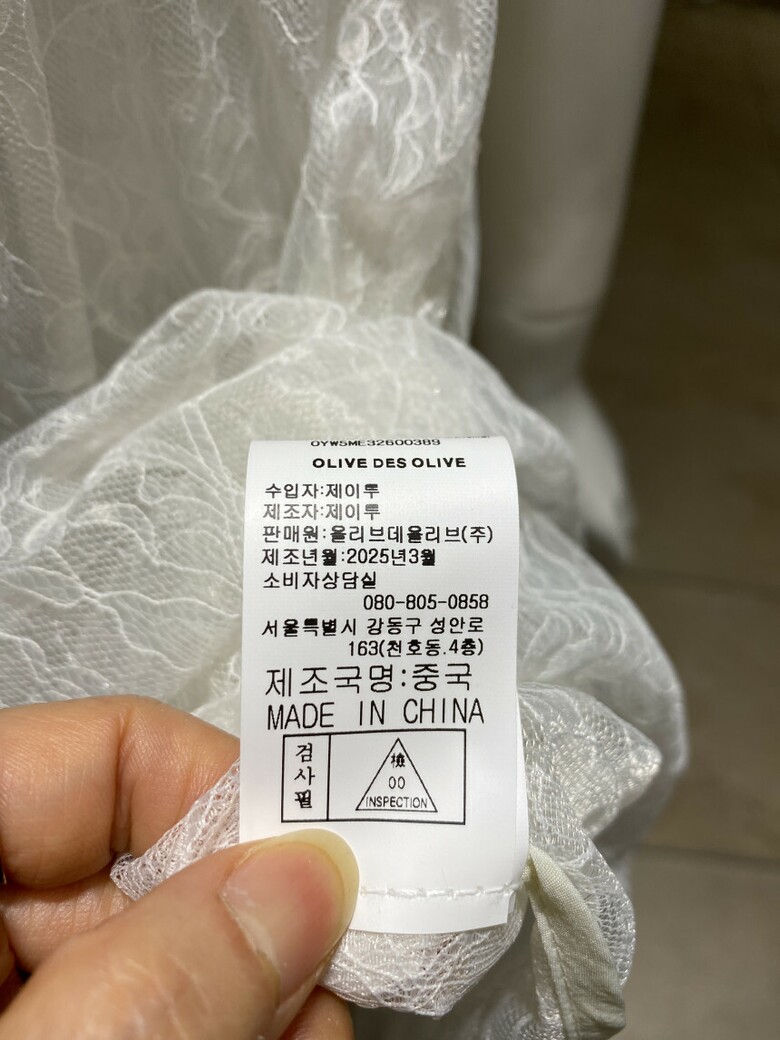 OYWSME32600389
OLIVE DES OLIVE
수입자:제이투
제조자:제이투
판매원:올리브데올리브(주)
제조년월:2025년3월
소비자상담실
080-805-0858
서울특별시 강동구 성안로
163(천호동.4층)
제조국명:중국
MADE IN CHINA
검사필
檢
00
INSPECTION